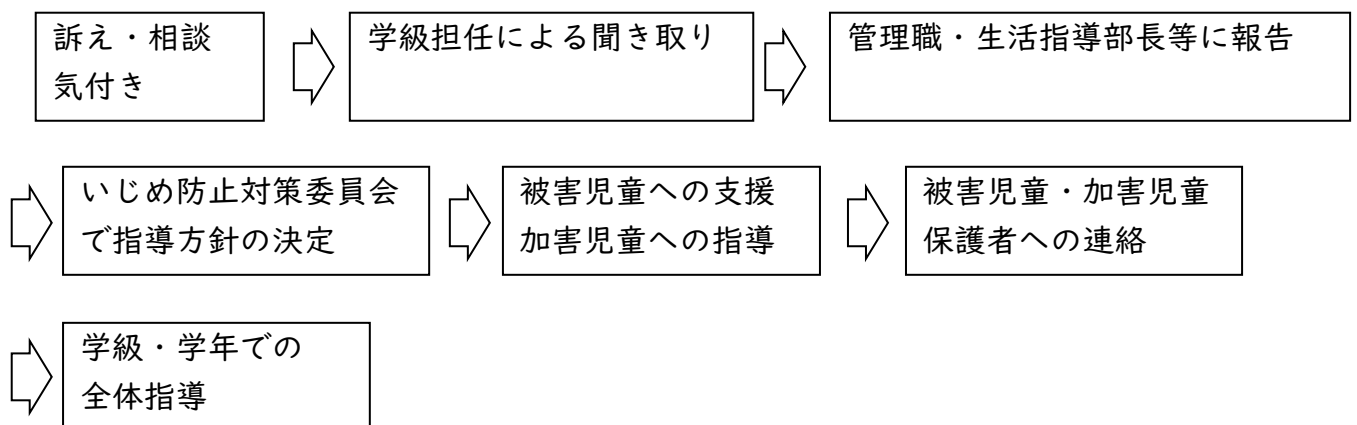 訴え・相談
気付き
学級担任による聞き取り
管理職・生活指導部長等に報告
いじめ防止対策委員会
で指導方針の決定
被害児童への支援
加害児童への指導
被害児童・加害児童
保護者への連絡
学級・学年での
全体指導